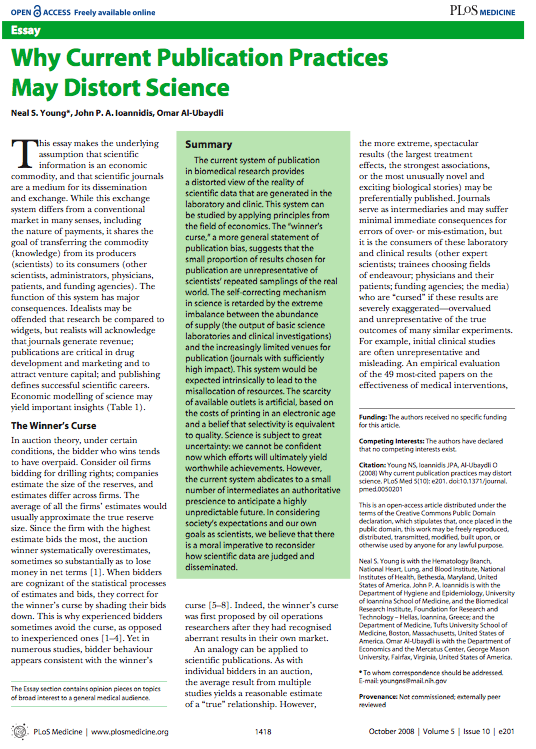 OPEN ACCESS Freely available online
PLoS MEDICINE
Essay
Why Current Publication Practices
May Distort Science
Neal S. Young*, John P. A. Ioannidis, Omar Al-Ubaydli
This essay makes the underlying
assumption that scientific
information is an economic
commodity, and that scientific journals
are a medium for its dissemination
and exchange. While this exchange
system differs from a conventional
market in many senses, including
the nature of payments, it shares the
goal of transferring the commodity
(knowledge) from its producers
(scientists) to its consumers (other
scientists, administrators, physicians,
patients, and funding agencies). The
function of this system has major
consequences. Idealists may be
offended that research be compared to
widgets, but realists will acknowledge
that journals generate revenue;
publications are critical in drug
development and marketing and to
attract venture capital; and publishing
defines successful scientific careers.
Economic modelling of science may
yield important insights (Table 1).
The Winner's Curse
In auction theory, under certain
conditions, the bidder who wins tends
to have overpaid. Consider oil firms
bidding for drilling rights; companies
estimate the size of the reserves, and
estimates differ across firms. The
average of all the firms' estimates would
usually approximate the true reserve
size. Since the firm with the highest
estimate bids the most, the auction
winner systematically overestimates,
sometimes so substantially as to lose
money in net terms [1]. When bidders
are cognizant of the statistical processes
of estimates and bids, they correct for
the winner's curse by shading their bids
down. This is why experienced bidders
sometimes avoid the curse, as opposed
to inexperienced ones [1–4]. Yet in
numerous studies, bidder behaviour
appears consistent with the winner's
The Essay section contains opinion pieces on topics
of broad interest to a general medical audience.
Summary
The current system of publication
in biomedical research provides
a distorted view of the reality of
scientific data that are generated in the
laboratory and clinic. This system can
be studied by applying principles from
the field of economics. The "winner's
curse," a more general statement of
publication bias, suggests that the
small proportion of results chosen for
publication are unrepresentative of
scientists' repeated samplings of the real
world. The self-correcting mechanism
in science is retarded by the extreme
imbalance between the abundance
of supply (the output of basic science
laboratories and clinical investigations)
and the increasingly limited venues for
publication (journals with sufficiently
high impact). This system would be
expected intrinsically to lead to the
misallocation of resources. The scarcity
of available outlets is artificial, based on
the costs of printing in an electronic age
and a belief that selectivity is equivalent
to quality. Science is subject to great
uncertainty: we cannot be confident
now which efforts will ultimately yield
worthwhile achievements. However,
the current system abdicates to a small
number of intermediates an authoritative
prescience to anticipate a highly
unpredictable future. In considering
society's expectations and our own
goals as scientists, we believe that there
is a moral imperative to reconsider
how scientific data are judged and
disseminated.
curse [5–8]. Indeed, the winner's curse
was first proposed by oil operations
researchers after they had recognised
aberrant results in their own market.
An analogy can be applied to
scientific publications. As with
individual bidders in an auction,
the average result from multiple
studies yields a reasonable estimate
of a "true" relationship. However,
the more extreme, spectacular
results (the largest treatment
effects, the strongest associations,
or the most unusually novel and
exciting biological stories) may be
preferentially published. Journals
serve as intermediaries and may suffer
minimal immediate consequences for
errors of over- or mis-estimation, but
it is the consumers of these laboratory
and clinical results (other expert
scientists; trainees choosing fields
of endeavour; physicians and their
patients; funding agencies; the media)
who are "cursed" if these results are
severely exaggerated—overvalued
and unrepresentative of the true
outcomes of many similar experiments.
For example, initial clinical studies
are often unrepresentative and
misleading. An empirical evaluation
of the 49 most-cited papers on the
effectiveness of medical interventions,
Funding: The authors received no specific funding
for this article.
Competing Interests: The authors have declared
that no competing interests exist.
Citation: Young NS, Ioannidis JPA, Al-Ubaydli O
(2008) Why current publication practices may distort
science. PLoS Med 5(10): e201. doi:10.1371/journal.
pmed.0050201
This is an open-access article distributed under the
terms of the Creative Commons Public Domain
declaration, which stipulates that, once placed in the
public domain, this work may be freely reproduced,
distributed, transmitted, modified, built upon, or
otherwise used by anyone for any lawful purpose.
Neal S. Young is with the Hematology Branch,
National Heart, Lung, and Blood Institute, National
Institutes of Health, Bethesda, Maryland, United
States of America. John P. A. Ioannidis is with the
Department of Hygiene and Epidemiology, University
of Ioannina School of Medicine, and the Biomedical
Research Institute, Foundation for Research and
Technology – Hellas, Ioannina, Greece; and the
Department of Medicine, Tufts University School of
Medicine, Boston, Massachusetts, United States of
America. Omar Al-Ubaydli is with the Department of
Economics and the Mercatus Center, George Mason
University, Fairfax, Virginia, United States of America.
* To whom correspondence should be addressed.
E-mail: youngns@mail.nih.gov
Provenance: Not commissioned; externally peer
reviewed
PLoS Medicine | www.plosmedicine.org
1418
October 2008 | Volume 5 | Issue 10 | e201